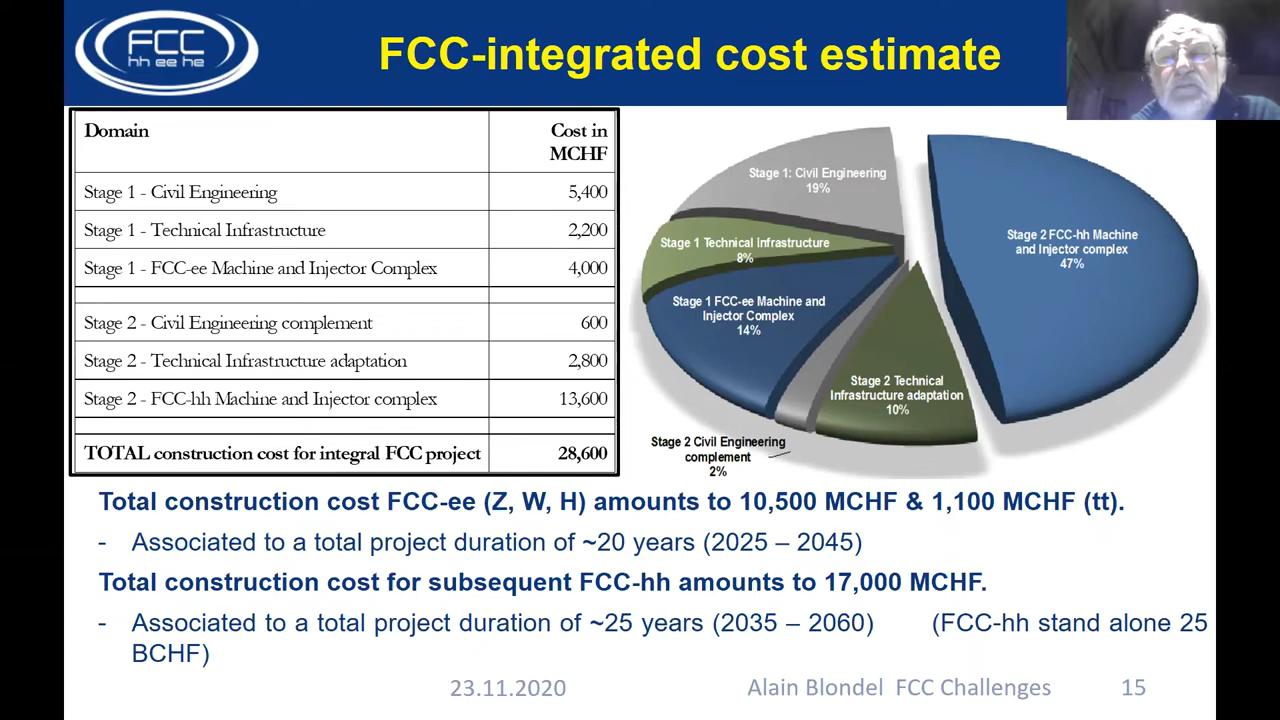 FCC
hh ee he
FCC-integrated cost estimate
Domain
Cost in
MCHF
Stage 1 - Civil Engineering
5,400
Stage 1 - Technical Infrastructure
2,200
Stage 1 - FCC-ee Machine and Injector Complex
4,000
Stage 2 - Civil Engineering complement
600
Stage 2 - Technical Infrastructure adaptation
2,800
Stage 2 - FCC-hh Machine and Injector complex
13,600
TOTAL construction cost for integral FCC project
28,600
Stage 1: Civil Engineering
19%
Stage 1 Technical Infrastructure
8%
Stage 1 FCC-ee Machine and
Injector Complex
14%
Stage 2 Civil Engineering
complement
2%
Stage 2 Technical
Infrastructure adaptation
10%
Stage 2 FCC-hh Machine
and Injector complex
47%
Total construction cost FCC-ee (Z, W, H) amounts to 10,500 MCHF & 1,100 MCHF (tt).
- Associated to a total project duration of ~20 years (2025 – 2045)
Total construction cost for subsequent FCC-hh amounts to 17,000 MCHF.
- Associated to a total project duration of ~25 years (2035 – 2060) (FCC-hh stand alone 25
BCHF)
23.11.2020
Alain Blondel FCC Challenges
15